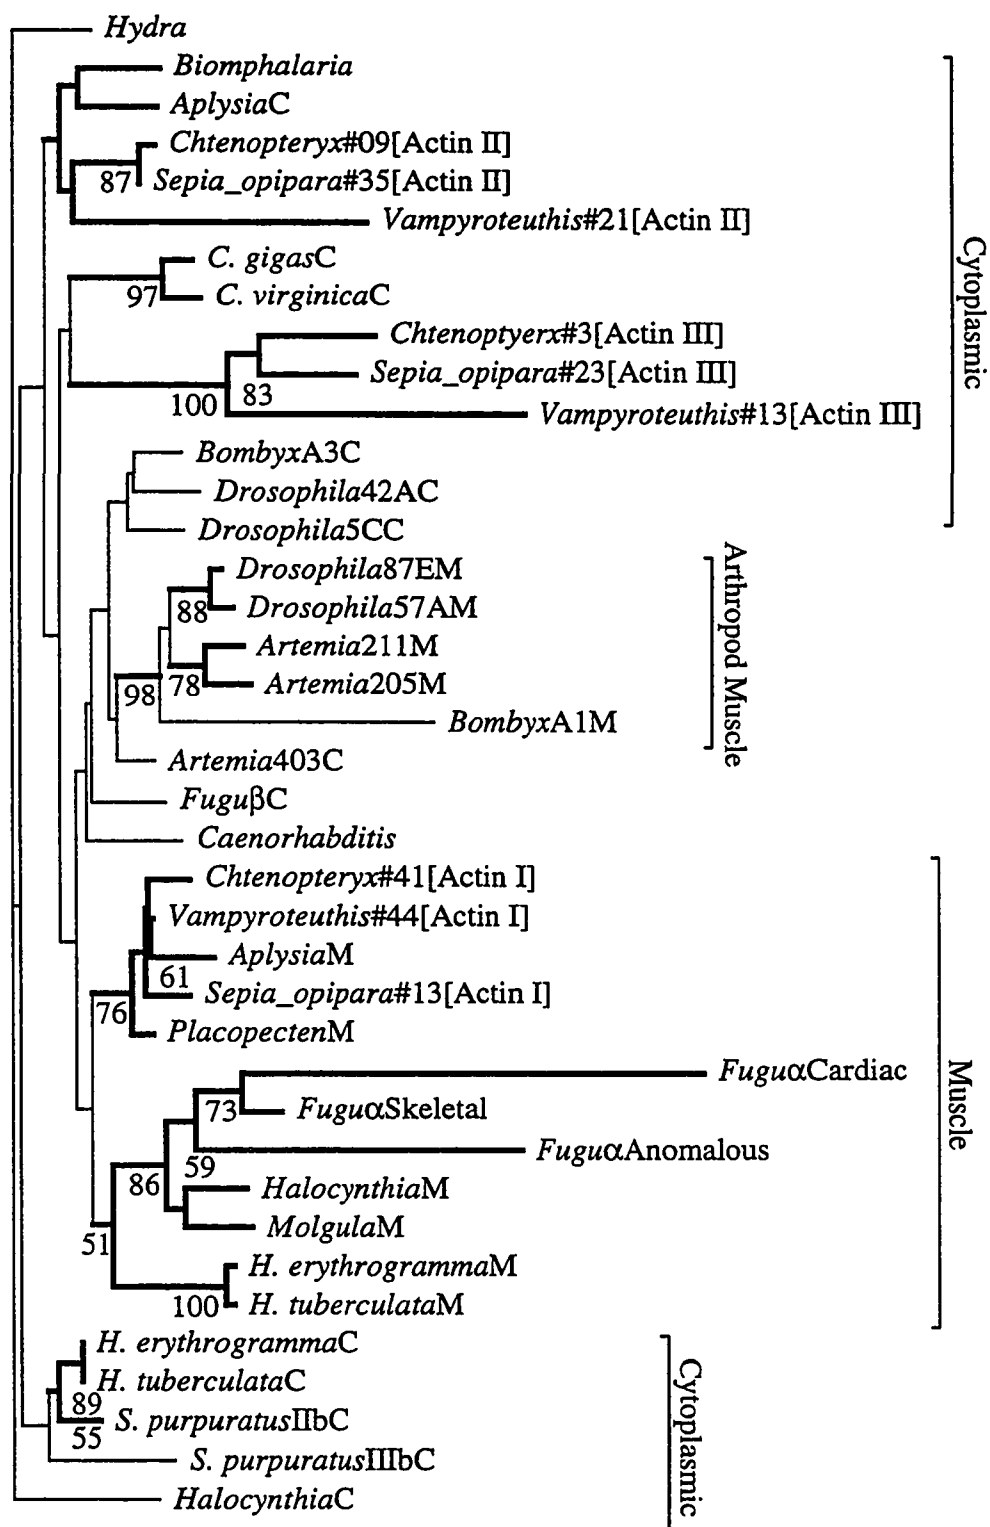 Hydra
Biomphalaria
AplysiaC
Chtenopteryx#09[Actin II]
87
Sepia_opipara#35[Actin II]
Vampyroteuthis#21[Actin II]
C. gigasC
97
C. virginicaC
Chtenoptyerx#3[Actin III]
Sepia_opipara#23[Actin III]
100
83
Vampyroteuthis#13[Actin III]
Cytoplasmic
BombyxA3C
Drosophila42AC
Drosophila5CC
Drosophila87EM
88
Drosophila57AM
Artemia211M
98
78
Artemia205M
BombyxA1M
Arthropod Muscle
Artemia403C
FuguβC
Caenorhabditis
Chtenopteryx#41[Actin I]
Vampyroteuthis#44[Actin I]
AplysiaM
61
Sepia_opipara#13[Actin I]
76
PlacopectenM
FuguαCardiac
73
FuguαSkeletal
FuguαAnomalous
59
86
HalocynthiaM
MolgulaM
51
H. erythrogrammaM
100
H. tuberculataM
Muscle
H. erythrogrammaC
H. tuberculataC
89
S. purpuratusIIbC
55
S. purpuratusIIIbC
HalocynthiaC
Cytoplasmic